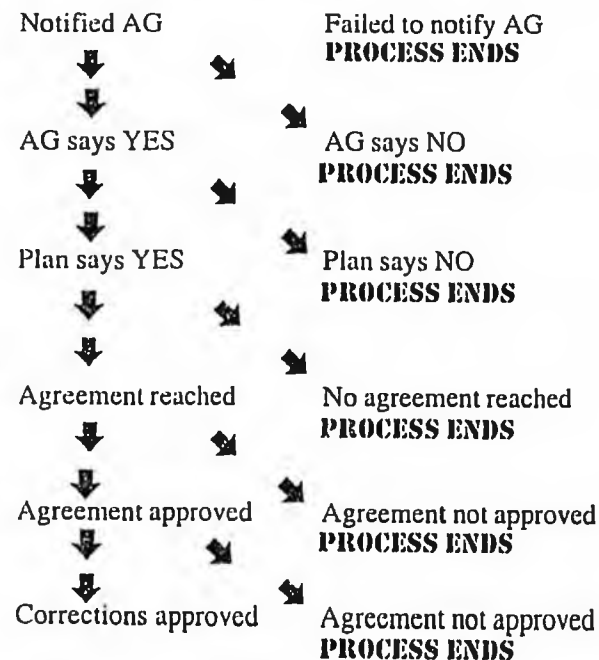 Notified AG
Failed to notify AG
PROCESS ENDS
AG says YES
AG says NO
PROCESS ENDS
Plan says YES
Plan says NO
PROCESS ENDS
Agreement reached
No agreement reached
PROCESS ENDS
Agreement approved
Agreement not approved
PROCESS ENDS
Corrections approved
Agreement not approved
PROCESS ENDS